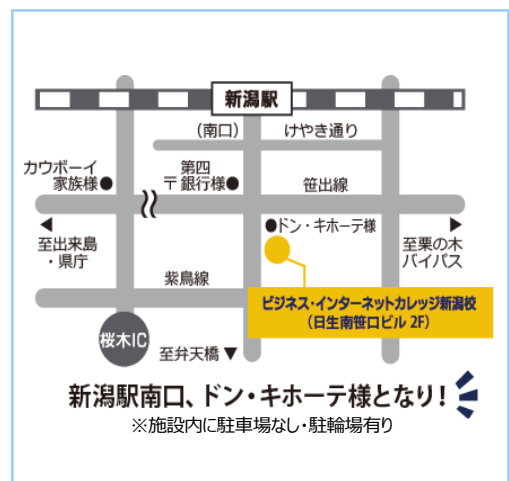 新潟駅
(南口)
けやき通り
カウボーイ
家族様●
第四
〒銀行様●
笹出線
●ドン・キホーテ様
◀
至出来島
・県庁
▶
至栗の木
バイパス
紫鳥線
ビジネス・インターネットカレッジ新潟校
(日生南笹口ビル 2F)
桜木IC
至弁天橋▼
新潟駅南口、ドン・キホーテ様となり!
※施設内に駐車場なし・駐輪場有り